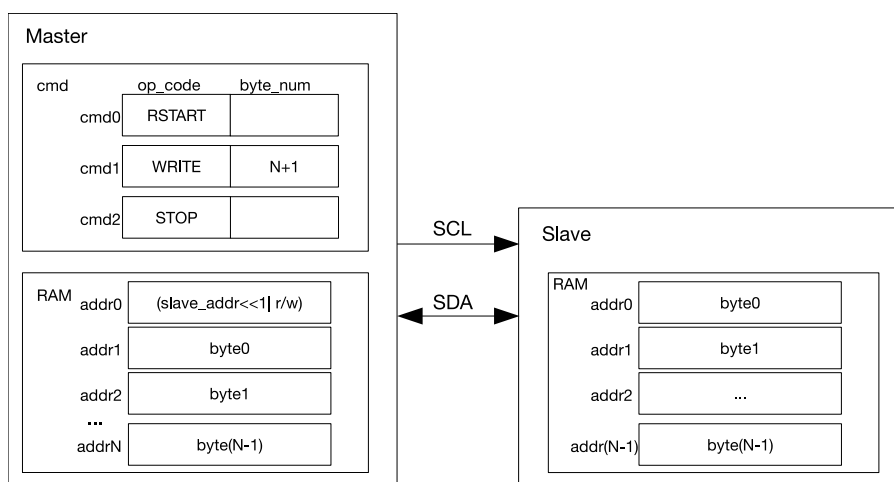 Master
cmd op_code byte_num
cmd0 RSTART
cmd1 WRITE N+1
cmd2 STOP
SCL
Slave
RAM
addr0 (slave_addr<<1| r/w)
addr1 byte0
addr2 byte1
...
addrN byte(N-1)
SDA
RAM
addr0 byte0
addr1 byte1
addr2 ...
addr(N-1) byte(N-1)